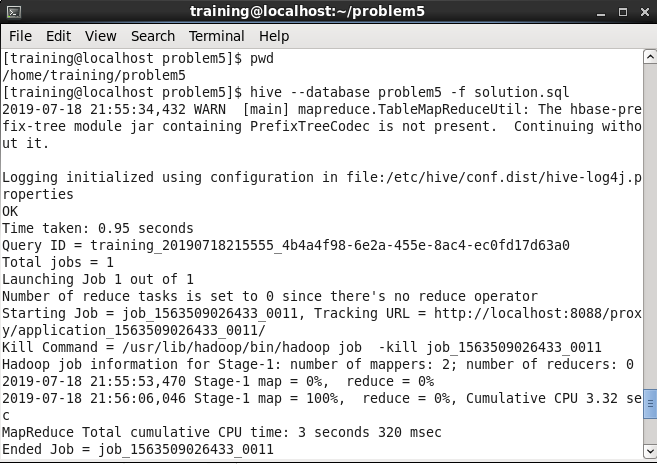 training@localhost:~/problem5
File Edit View Search Terminal Help
[training@localhost problem5]$ pwd
/home/training/problem5
[training@localhost problem5]$ hive --database problem5 -f solution.sql
2019-07-18 21:55:34,432 WARN  [main] mapreduce.TableMapReduceUtil: The hbase-pre
fix-tree module jar containing PrefixTreeCodec is not present.  Continuing witho
ut it.

Logging initialized using configuration in file:/etc/hive/conf.dist/hive-log4j.p
roperties
OK
Time taken: 0.95 seconds
Query ID = training_20190718215555_4b4a4f98-6e2a-455e-8ac4-ec0fd17d63a0
Total jobs = 1
Launching Job 1 out of 1
Number of reduce tasks is set to 0 since there's no reduce operator
Starting Job = job_1563509026433_0011, Tracking URL = http://localhost:8088/prox
y/application_1563509026433_0011/
Kill Command = /usr/lib/hadoop/bin/hadoop job  -kill job_1563509026433_0011
Hadoop job information for Stage-1: number of mappers: 2; number of reducers: 0
2019-07-18 21:55:53,470 Stage-1 map = 0%,  reduce = 0%
2019-07-18 21:56:06,046 Stage-1 map = 100%,  reduce = 0%, Cumulative CPU 3.32 se
c
MapReduce Total cumulative CPU time: 3 seconds 320 msec
Ended Job = job_1563509026433_0011